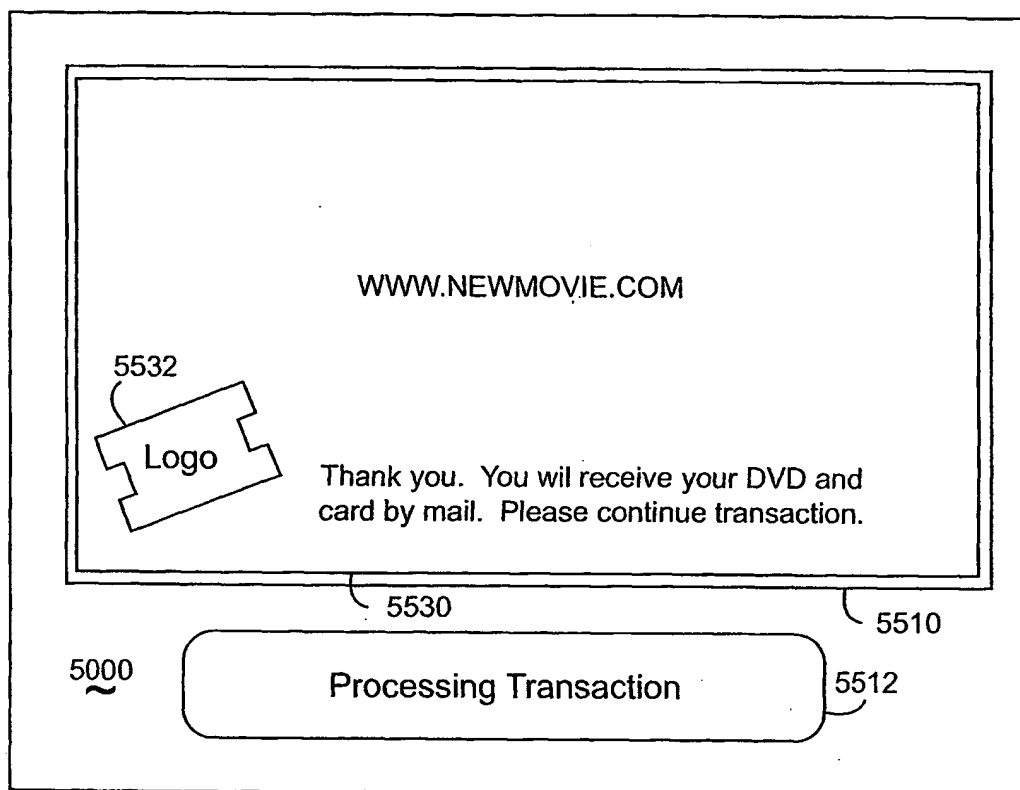 WWW.NEWMOVIE.COM
5532
Logo
Thank you. You wil receive your DVD and
card by mail. Please continue transaction.
5530
5510
5000
Processing Transaction
5512